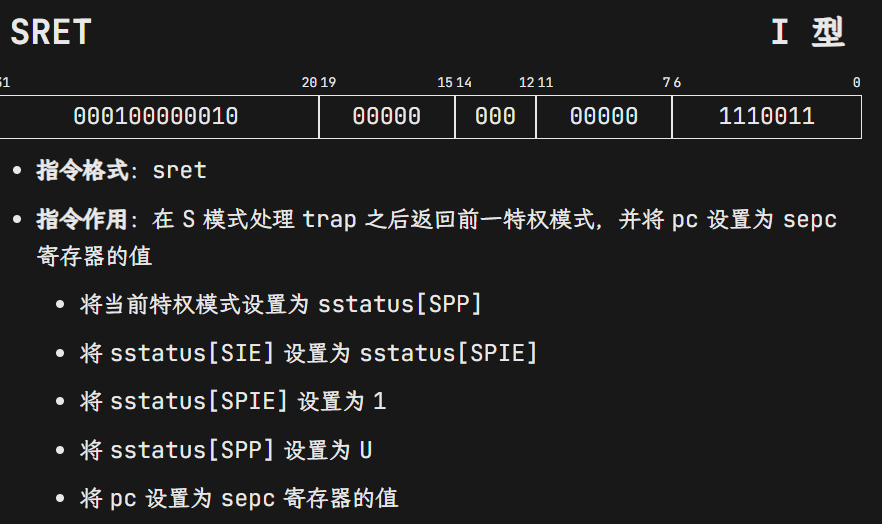 SRET I 型
31 20 19 15 14 12 11 7 6 0
000100000010 00000 000 00000 1110011
• 指令格式：sret
• 指令作用：在 S 模式处理 trap 之后返回前一特权模式，并将 pc 设置为 sepc
寄存器的值
• 将当前特权模式设置为 sstatus[SPP]
• 将 sstatus[SIE] 设置为 sstatus[SPIE]
• 将 sstatus[SPIE] 设置为 1
• 将 sstatus[SPP] 设置为 U
• 将 pc 设置为 sepc 寄存器的值